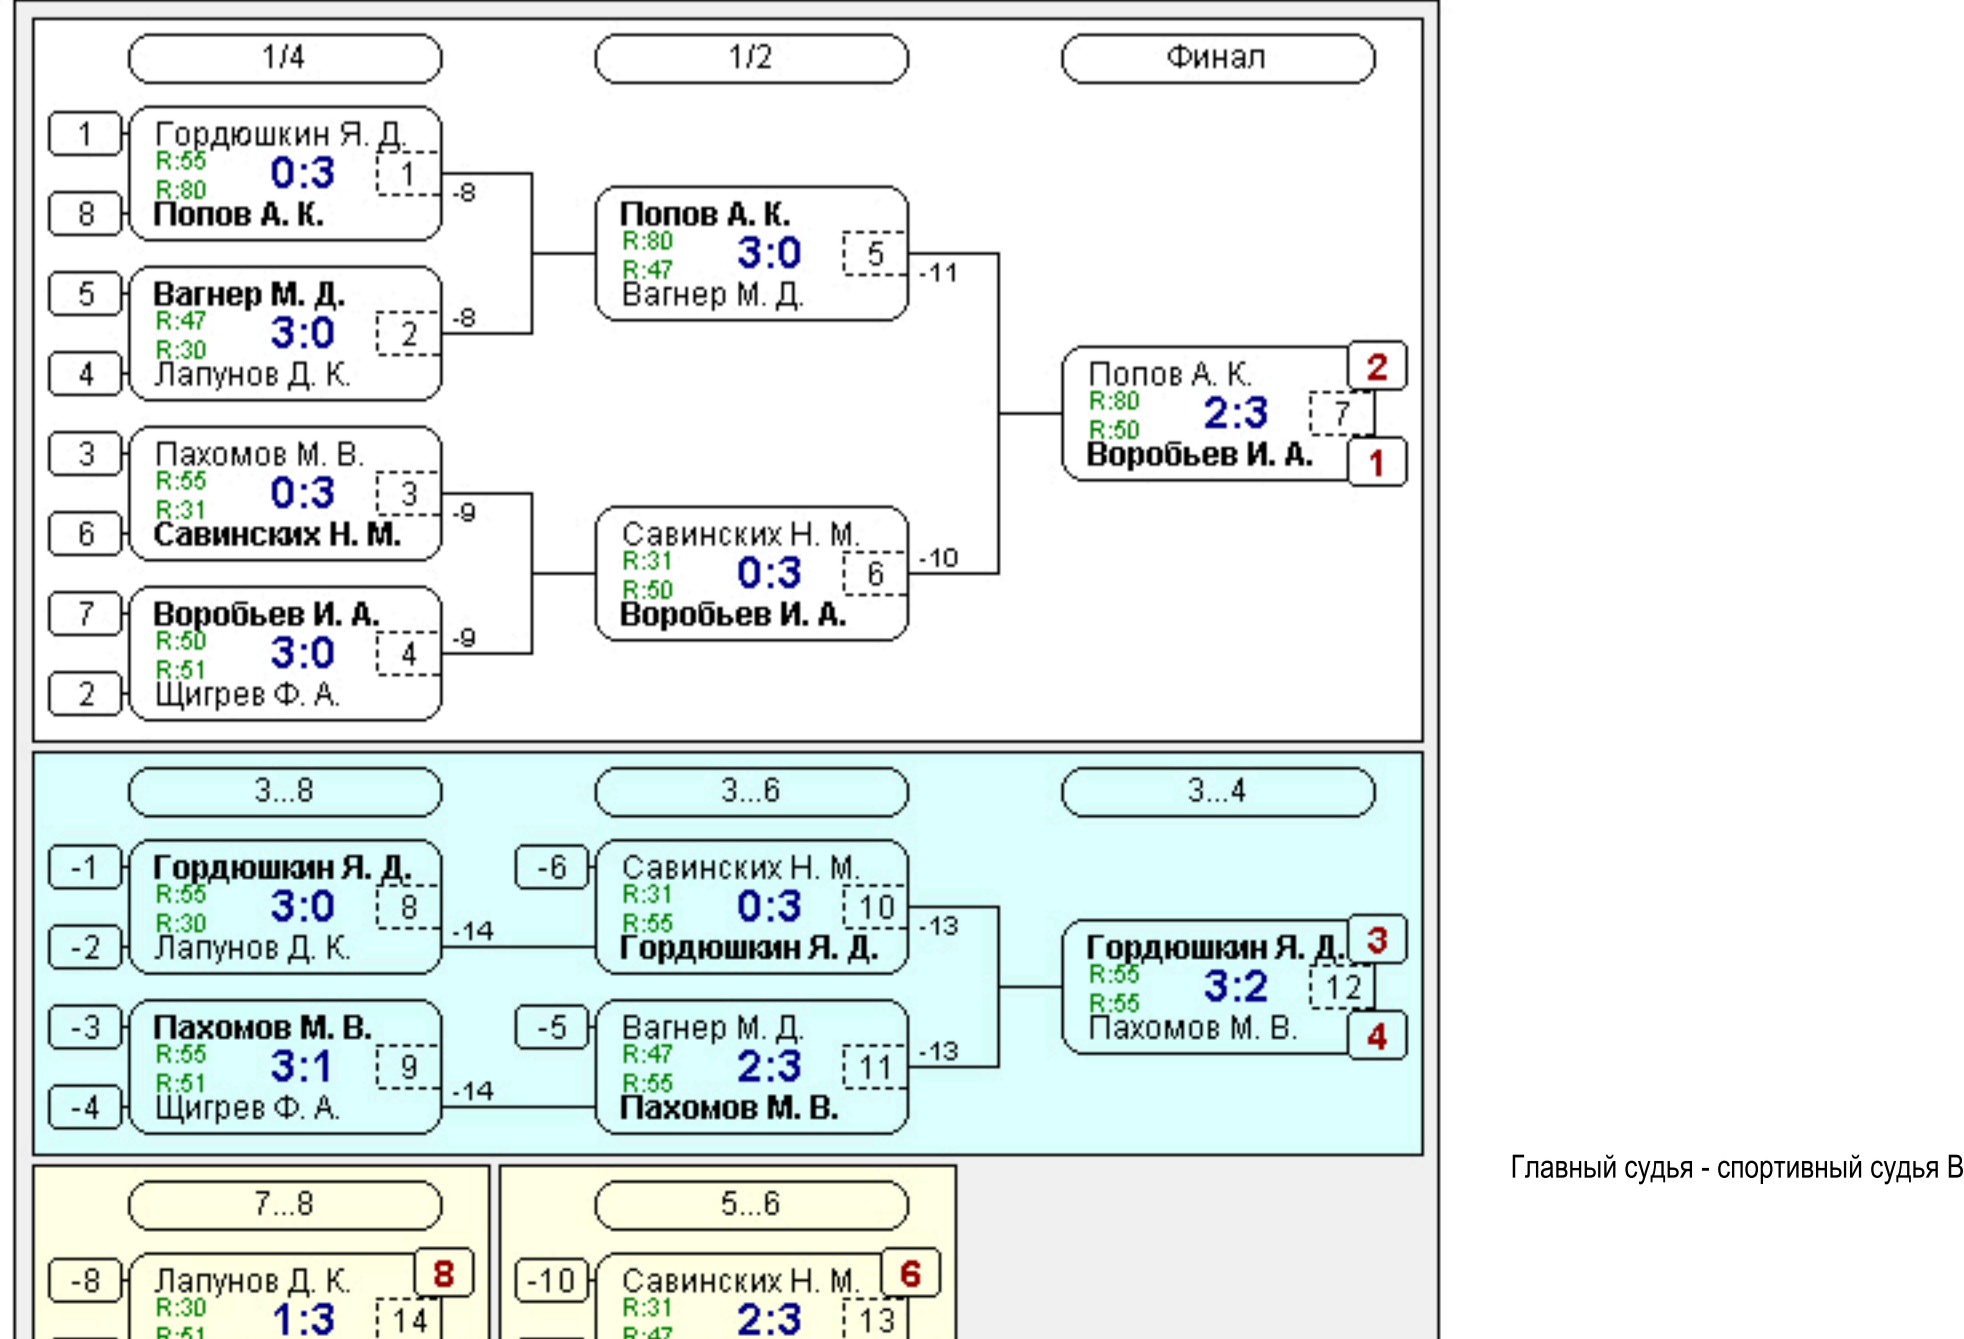 1/4 1/2 Финал
1 Гордюшкин Я. Д.
R:55 0:3 1
R:80
8 Попов А. К.
-8
5 Вагнер М. Д.
R:47 3:0 2
R:30
4 Лапунов Д. К.
-8
3 Пахомов М. В.
R:55 0:3 3
R:31
6 Савинских Н. М.
-9
7 Воробьев И. А.
R:50 3:0 4
R:51
2 Щигрев Ф. А.
-9
Попов А. К.
R:80 3:0 5
R:47
Вагнер М. Д.
-11
Савинских Н. М.
R:31 0:3 6
R:50
Воробьев И. А.
-10
Попов А. К. 2
R:80 2:3 7
R:50
Воробьев И. А. 1
3...8 3...6 3...4
-1 Гордюшкин Я. Д.
R:55 3:0 8
R:30
-2 Лапунов Д. К.
-14
-3 Пахомов М. В.
R:55 3:1 9
R:51
-4 Щигрев Ф. А.
-14
-6 Савинских Н. М.
R:31 0:3 10
R:55
Гордюшкин Я. Д.
-13
-5 Вагнер М. Д.
R:47 2:3 11
R:55
Пахомов М. В.
-13
Гордюшкин Я. Д. 3
R:55 3:2 12
R:55
Пахомов М. В. 4
Главный судья - спортивный судья В
7...8 5...6
-8 Лапунов Д. К. 8
R:30 1:3 14
R:51
-10 Савинских Н. М. 6
R:31 2:3 13
R:47